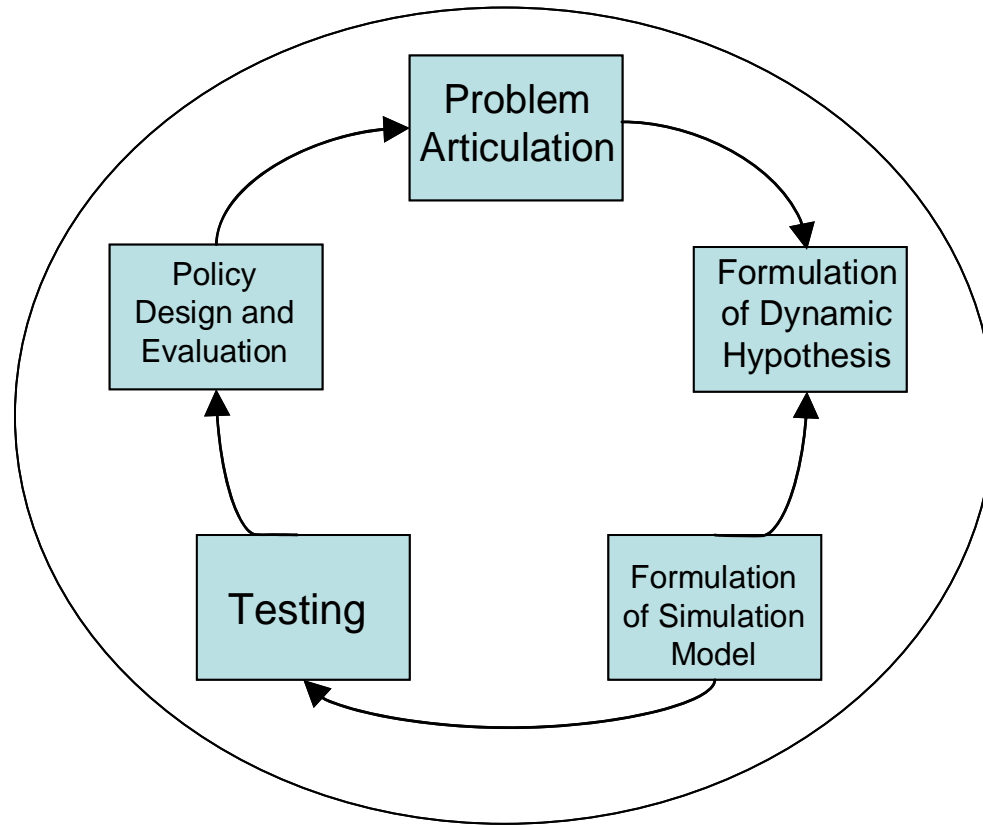 Problem
Articulation
Formulation
of Dynamic
Hypothesis
Formulation
of Simulation
Model
Testing
Policy
Design and
Evaluation